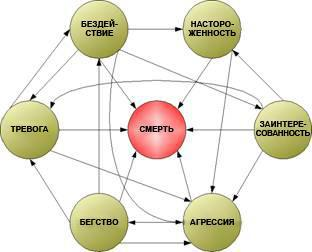 БЕЗДЕЙ-
СТВИЕ
НАСТОРО-
ЖЕННОСТЬ
ТРЕВОГА
СМЕРТЬ
ЗАИНТЕРЕ-
СОВАННОСТЬ
БЕГСТВО
АГРЕССИЯ